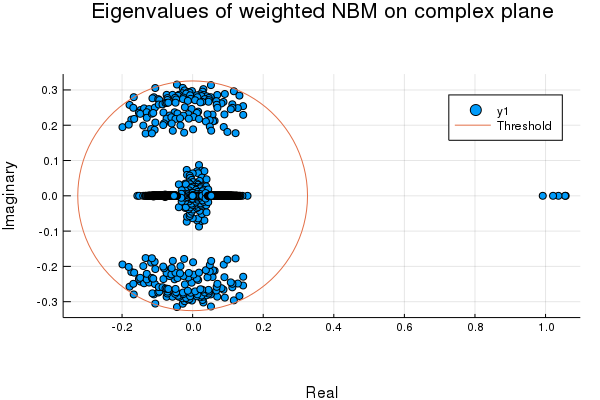 Eigenvalues of weighted NBM on complex plane
y1
Threshold
0.3
0.2
0.1
0.0
-0.1
-0.2
-0.3
Imaginary
-0.2
0.0
0.2
0.4
0.6
0.8
1.0
Real